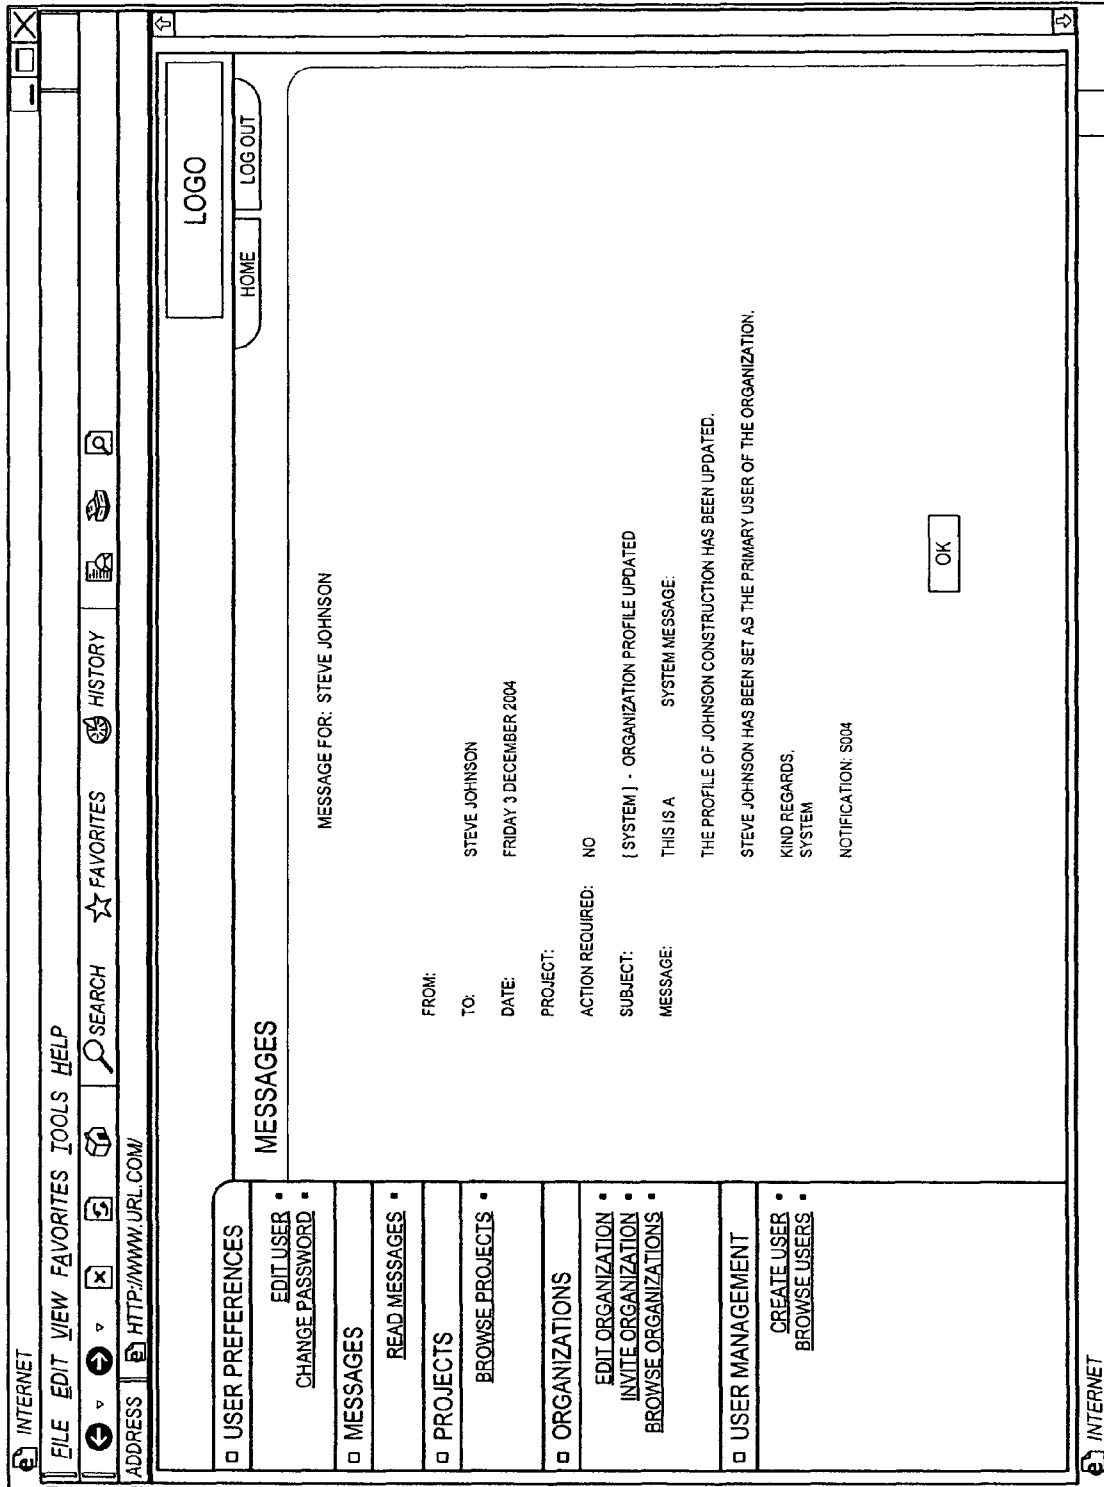 INTERNET
FILE EDIT VIEW FAVORITES TOOLS HELP
SEARCH FAVORITES HISTORY
ADDRESS HTTP://WWW.URL.COM/
LOGO
HOME LOG OUT
USER PREFERENCES
EDIT USER
CHANGE PASSWORD
MESSAGES
READ MESSAGES
PROJECTS
BROWSE PROJECTS
ORGANIZATIONS
EDIT ORGANIZATION
INVITE ORGANIZATION
BROWSE ORGANIZATIONS
USER MANAGEMENT
CREATE USER
BROWSE USERS
MESSAGES
MESSAGE FOR: STEVE JOHNSON
FROM:
TO: STEVE JOHNSON
DATE: FRIDAY 3 DECEMBER 2004
PROJECT:
ACTION REQUIRED: NO
SUBJECT: [ SYSTEM ] - ORGANIZATION PROFILE UPDATED
MESSAGE: THIS IS A SYSTEM MESSAGE:
THE PROFILE OF JOHNSON CONSTRUCTION HAS BEEN UPDATED.
STEVE JOHNSON HAS BEEN SET AS THE PRIMARY USER OF THE ORGANIZATION.
KIND REGARDS,
SYSTEM
NOTIFICATION: S004
OK
INTERNET